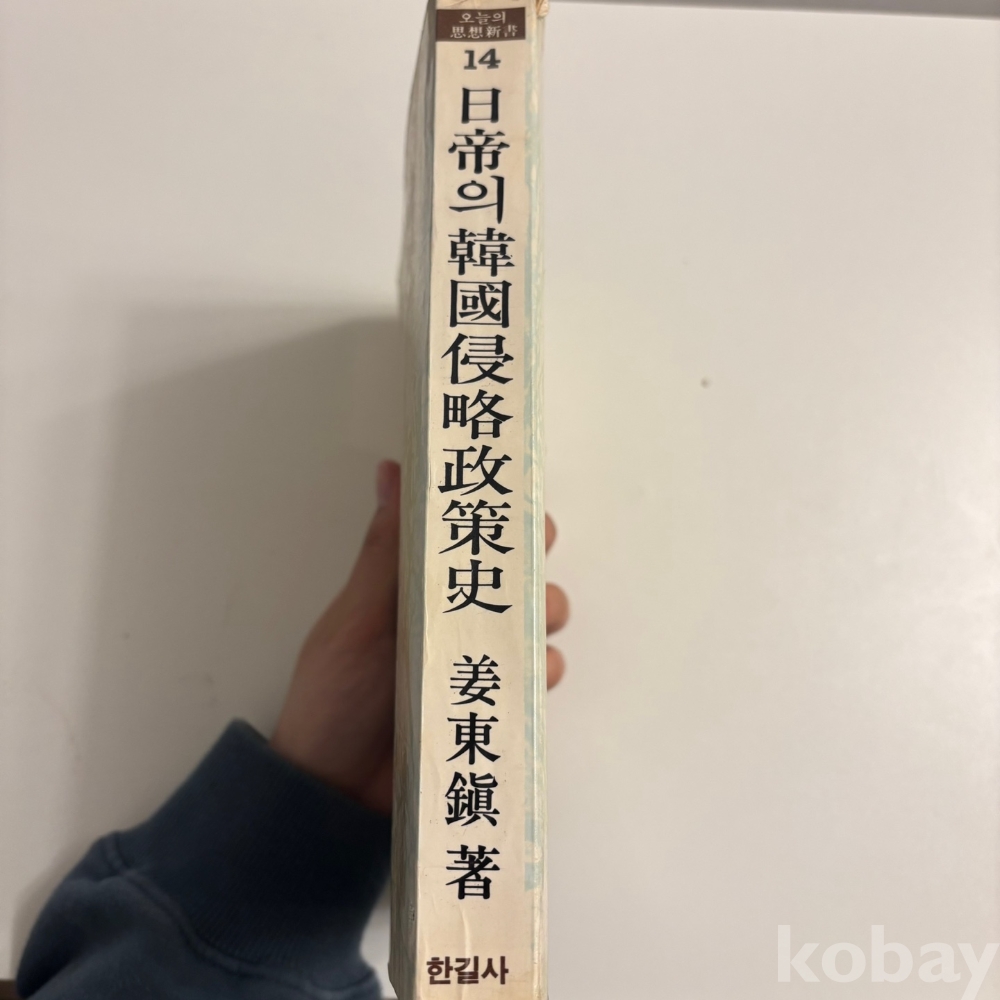 오늘의
思想新書
14
日帝의 韓國侵略政策史
姜東鎭 著
한길사
kobay